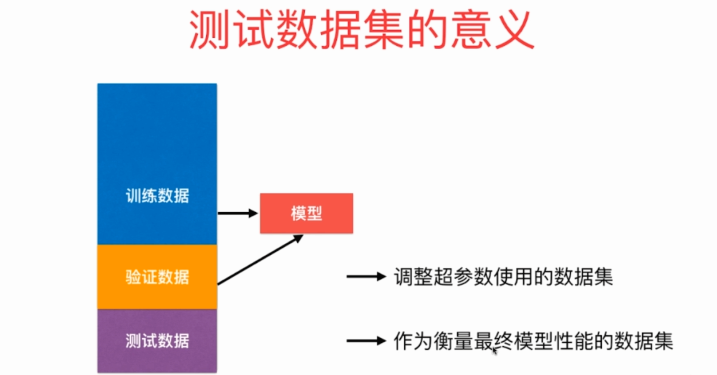 测试数据集的意义
训练数据
模型
验证数据
调整超参数使用的数据集
测试数据
作为衡量最终模型性能的数据集